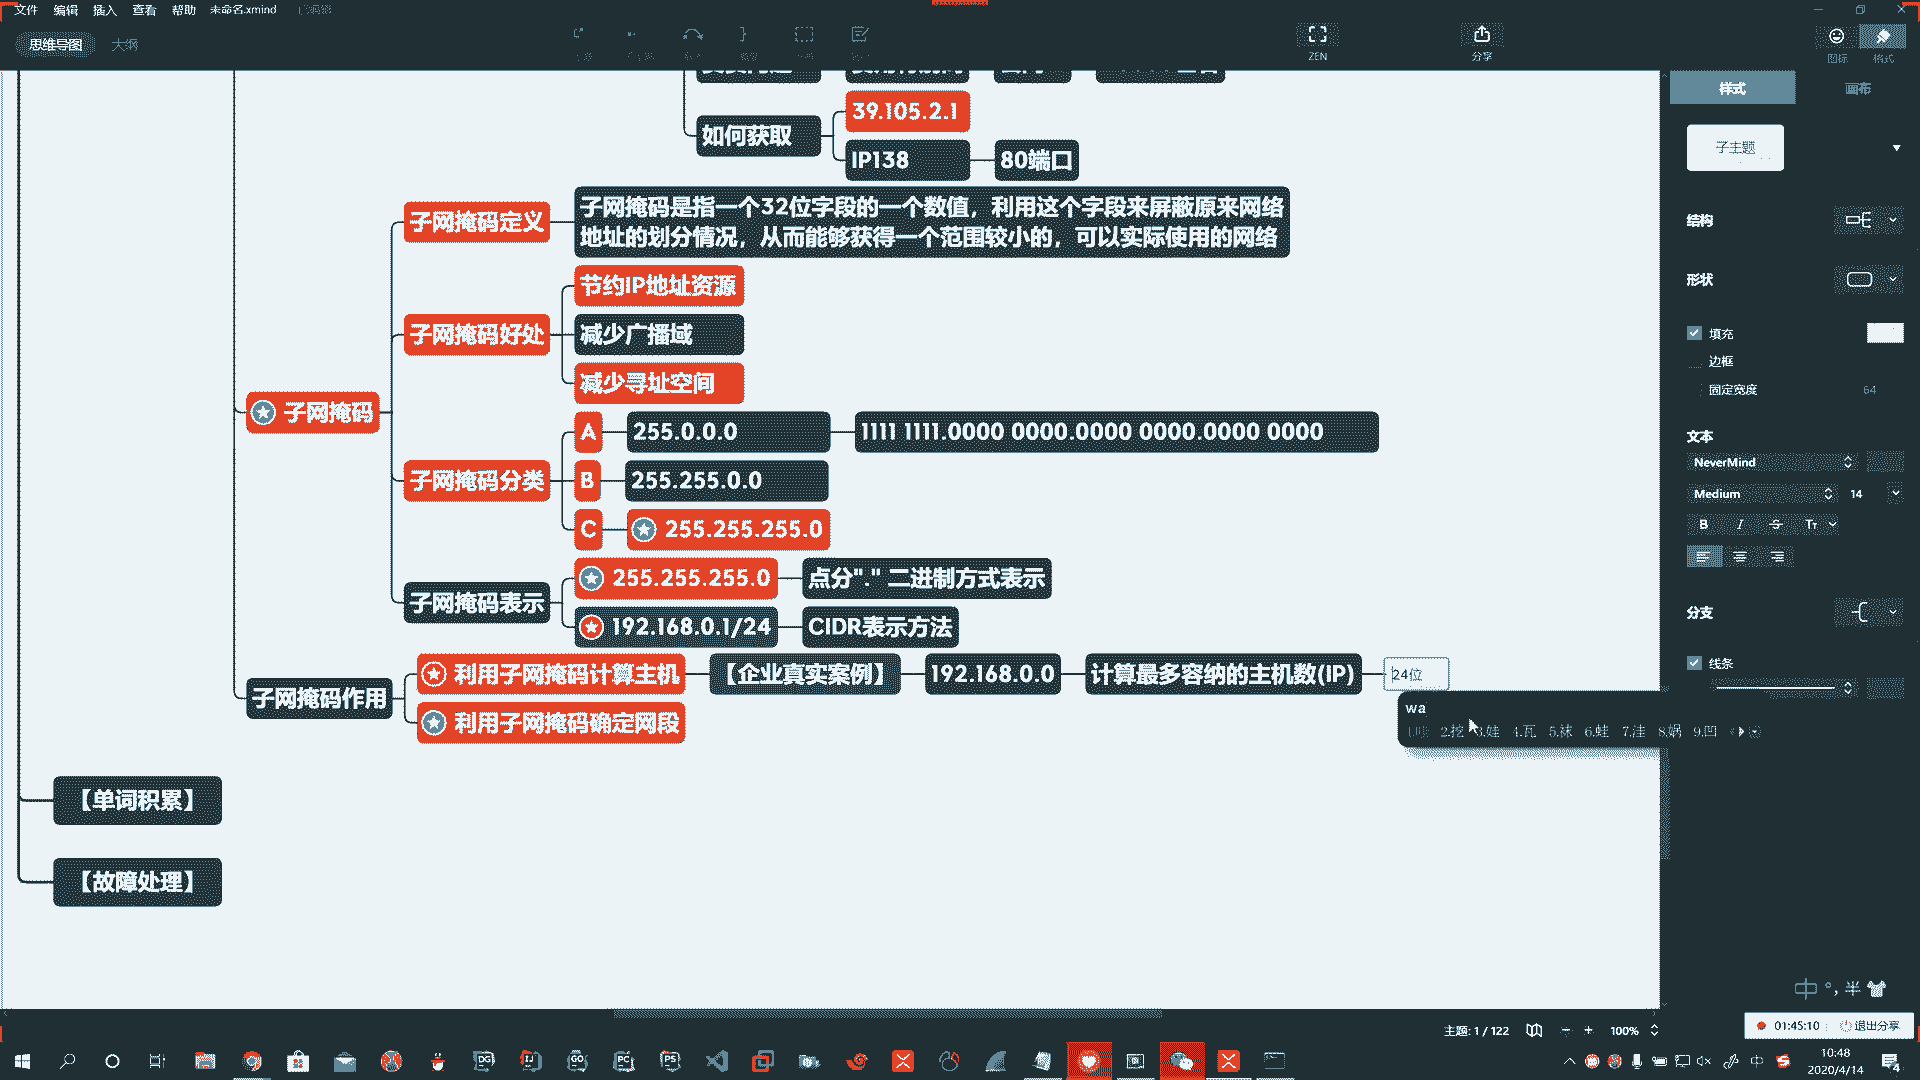 文件 编辑 插入 查看 帮助 未命名.xmind
思维导图 大纲
ZEN
分享
图标 格式
样式 画布
如何获取
39.105.2.1
IP138 80端口
子主题
子网掩码定义
子网掩码是指一个32位字段的一个数值，利用这个字段来屏蔽原来网络
地址的划分情况，从而能够获得一个范围较小的，可以实际使用的网络
子网掩码好处
节约IP地址资源
减少广播域
减少寻址空间
子网掩码
子网掩码分类
A 255.0.0.0 1111 1111.0000 0000.0000 0000.0000 0000
B 255.255.0.0
C 255.255.255.0
子网掩码表示
255.255.255.0 点分"." 二进制方式表示
192.168.0.1/24 CIDR表示方法
子网掩码作用
利用子网掩码计算主机 【企业真实案例】 192.168.0.0 计算最多容纳的主机数(IP) 24位
利用子网掩码确定网段
wa
2.挖 3.娃 4.瓦 5.袜 6.蛙 7.洼 8.娲 9.凹
【单词积累】
【故障处理】
结构
形状
填充
边框
固定宽度 64
文本
NeverMind
Medium 14
B I S Tт
分支
线条
中 °, 半
主题: 1 / 122 100%
01:45:10 退出分享
DG IJ GO PC PS
中
10:48
2020/4/14
4